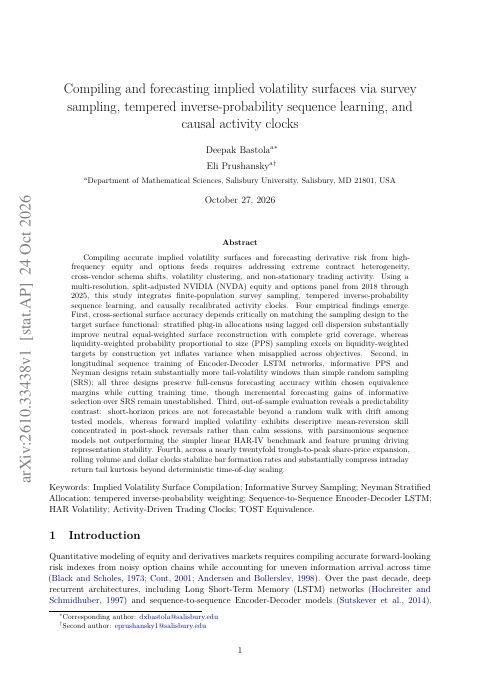 Compiling and forecasting implied volatility surfaces via survey
sampling, tempered inverse-probability sequence learning, and
causal activity clocks
Deepak Bastolaa*
Eli Prushanskya†
aDepartment of Mathematical Sciences, Salisbury University, Salisbury, MD 21801, USA
October 27, 2026
arXiv:2610.33438v1 [stat.AP] 24 Oct 2026
Abstract
Compiling accurate implied volatility surfaces and forecasting derivative risk from high-
frequency equity and options feeds requires addressing extreme contract heterogeneity,
cross-vendor schema shifts, volatility clustering, and non-stationary trading activity. Using a
multi-resolution, split-adjusted NVIDIA (NVDA) equity and options panel from 2018 through
2025, this study integrates finite-population survey sampling, tempered inverse-probability
sequence learning, and causally recalibrated activity clocks. Four empirical findings emerge.
First, cross-sectional surface accuracy depends critically on matching the sampling design to the
target surface functional: stratified plug-in allocations using lagged cell dispersion substantially
improve neutral equal-weighted surface reconstruction with complete grid coverage, whereas
liquidity-weighted probability proportional to size (PPS) sampling excels on liquidity-weighted
targets by construction yet inflates variance when misapplied across objectives. Second, in
longitudinal sequence training of Encoder-Decoder LSTM networks, informative PPS and
Neyman designs retain substantially more tail-volatility windows than simple random sampling
(SRS); all three designs preserve full-census forecasting accuracy within chosen equivalence
margins while cutting training time, though incremental forecasting gains of informative
selection over SRS remain unestablished. Third, out-of-sample evaluation reveals a predictability
contrast: short-horizon prices are not forecastable beyond a random walk with drift among
tested models, whereas forward implied volatility exhibits descriptive mean-reversion skill
concentrated in post-shock reversals rather than calm sessions, with parsimonious sequence
models not outperforming the simpler linear HAR-IV benchmark and feature pruning driving
representation stability. Fourth, across a nearly twentyfold trough-to-peak share-price expansion,
rolling volume and dollar clocks stabilize bar formation rates and substantially compress intraday
return tail kurtosis beyond deterministic time-of-day scaling.
Keywords: Implied Volatility Surface Compilation; Informative Survey Sampling; Neyman Stratified
Allocation; tempered inverse-probability weighting; Sequence-to-Sequence Encoder-Decoder LSTM;
HAR Volatility; Activity-Driven Trading Clocks; TOST Equivalence.
1 Introduction
Quantitative modeling of equity and derivatives markets requires compiling accurate forward-looking
risk indexes from noisy option chains while accounting for uneven information arrival across time
(Black and Scholes, 1973; Cont, 2001; Andersen and Bollerslev, 1998). Over the past decade, deep
recurrent architectures, including Long Short-Term Memory (LSTM) networks (Hochreiter and
Schmidhuber, 1997) and sequence-to-sequence Encoder-Decoder models (Sutskever et al., 2014),
*Corresponding author: dxbastola@salisbury.edu
†Second author: eprushansky1@salisbury.edu
1